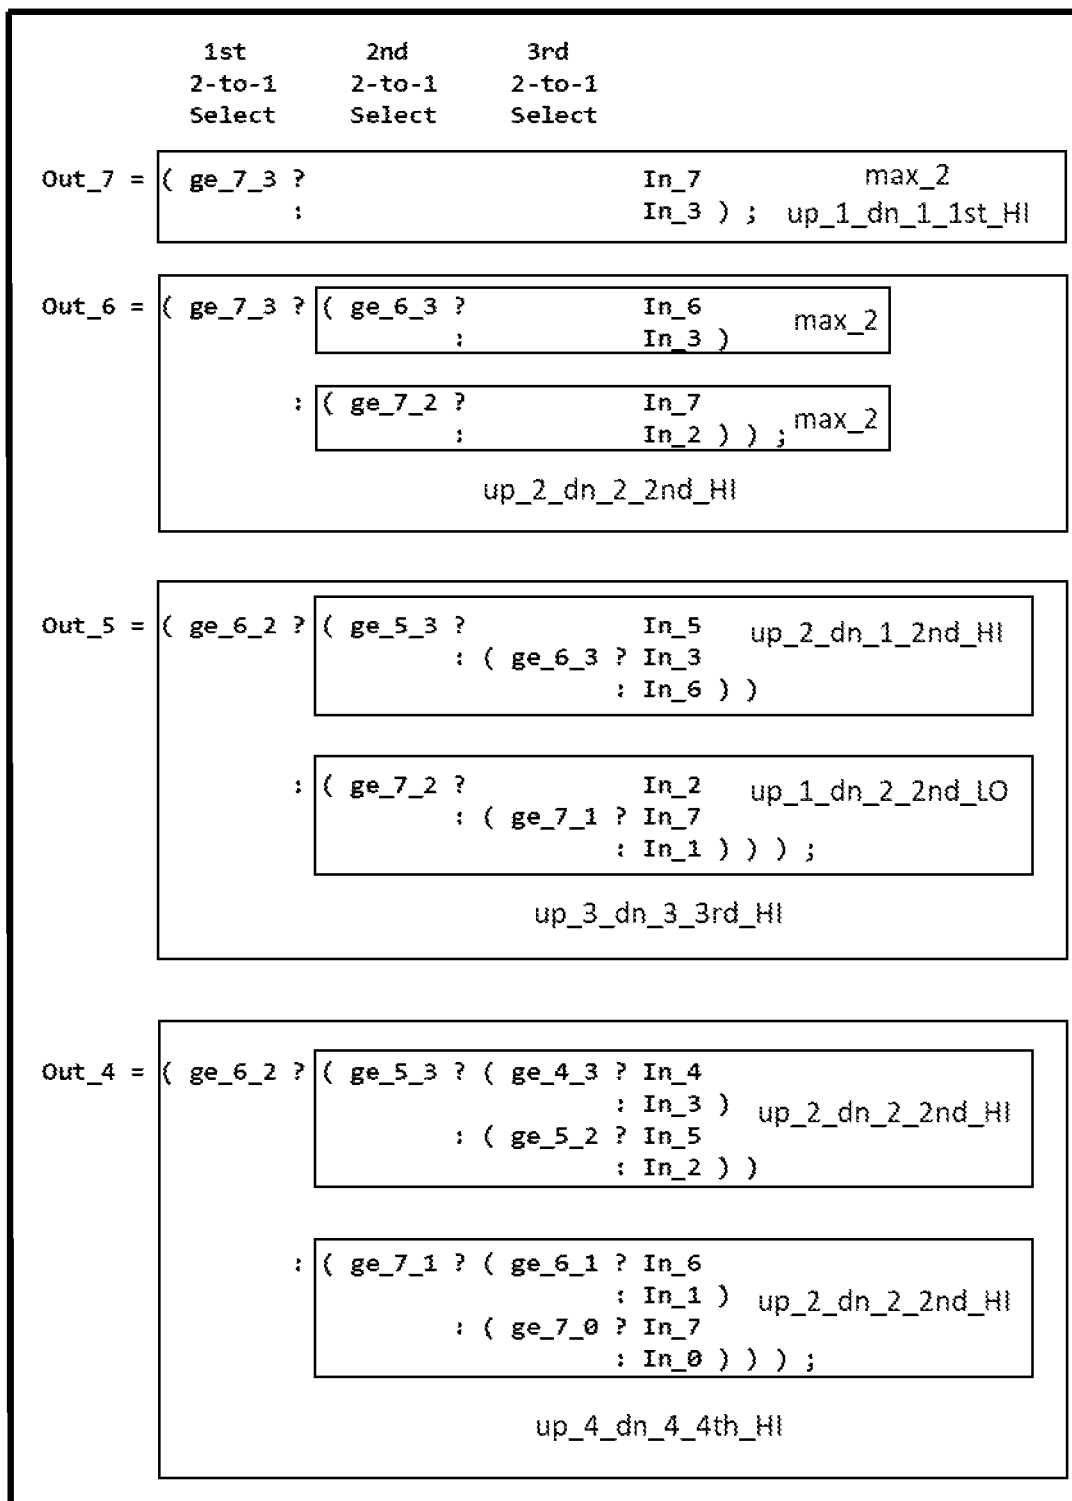 1st 2nd 3rd
2-to-1 2-to-1 2-to-1
Select Select Select
Out_7 = ( ge_7_3 ? In_7 max_2
: In_3 ) ; up_1_dn_1_1st_HI
Out_6 = ( ge_7_3 ? ( ge_6_3 ? In_6
: In_3 ) max_2
: ( ge_7_2 ? In_7
: In_2 ) ) ; max_2
up_2_dn_2_2nd_HI
Out_5 = ( ge_6_2 ? ( ge_5_3 ? In_5 up_2_dn_1_2nd_HI
: ( ge_6_3 ? In_3
: In_6 ) )
: ( ge_7_2 ? In_2 up_1_dn_2_2nd_LO
: ( ge_7_1 ? In_7
: In_1 ) ) ) ;
up_3_dn_3_3rd_HI
Out_4 = ( ge_6_2 ? ( ge_5_3 ? ( ge_4_3 ? In_4
: In_3 ) up_2_dn_2_2nd_HI
: ( ge_5_2 ? In_5
: In_2 ) )
: ( ge_7_1 ? ( ge_6_1 ? In_6
: In_1 ) up_2_dn_2_2nd_HI
: ( ge_7_0 ? In_7
: In_0 ) ) ) ;
up_4_dn_4_4th_HI